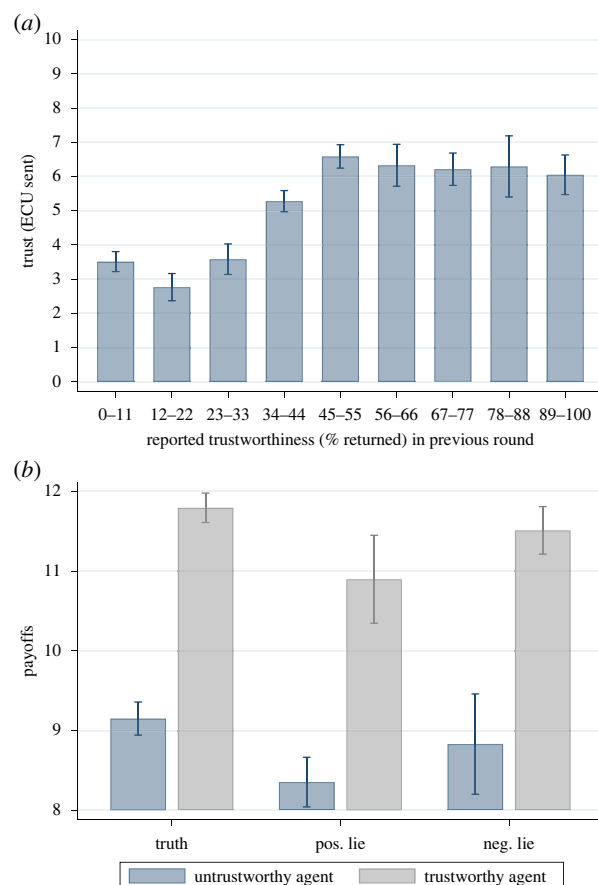 (a)
10
9
8
7
6
5
4
3
2
1
0
trust (ECU sent)
0–11 12–22 23–33 34–44 45–55 56–66 67–77 78–88 89–100
reported trustworthiness (% returned) in previous round
(b)
12
11
10
9
8
payoffs
truth pos. lie neg. lie
untrustworthy agent trustworthy agent